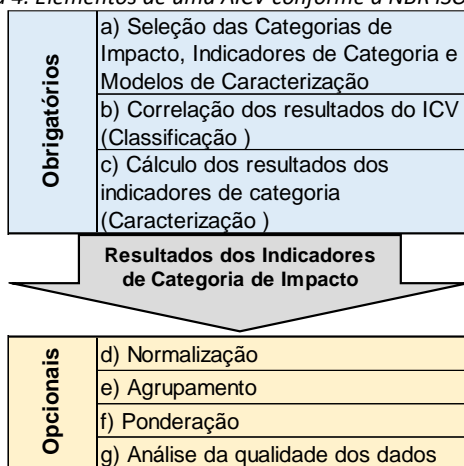 4. Elementos de uma AICV conforme a NBR ISO
Obrigatórios
a) Seleção das Categorias de
Impacto, Indicadores de Categoria e
Modelos de Caracterização
b) Correlação dos resultados do ICV
(Classificação )
c) Cálculo dos resultados dos
indicadores de categoria
(Caracterização )
Resultados dos Indicadores
de Categoria de Impacto
Opcionais
d) Normalização
e) Agrupamento
f) Ponderação
g) Análise da qualidade dos dados